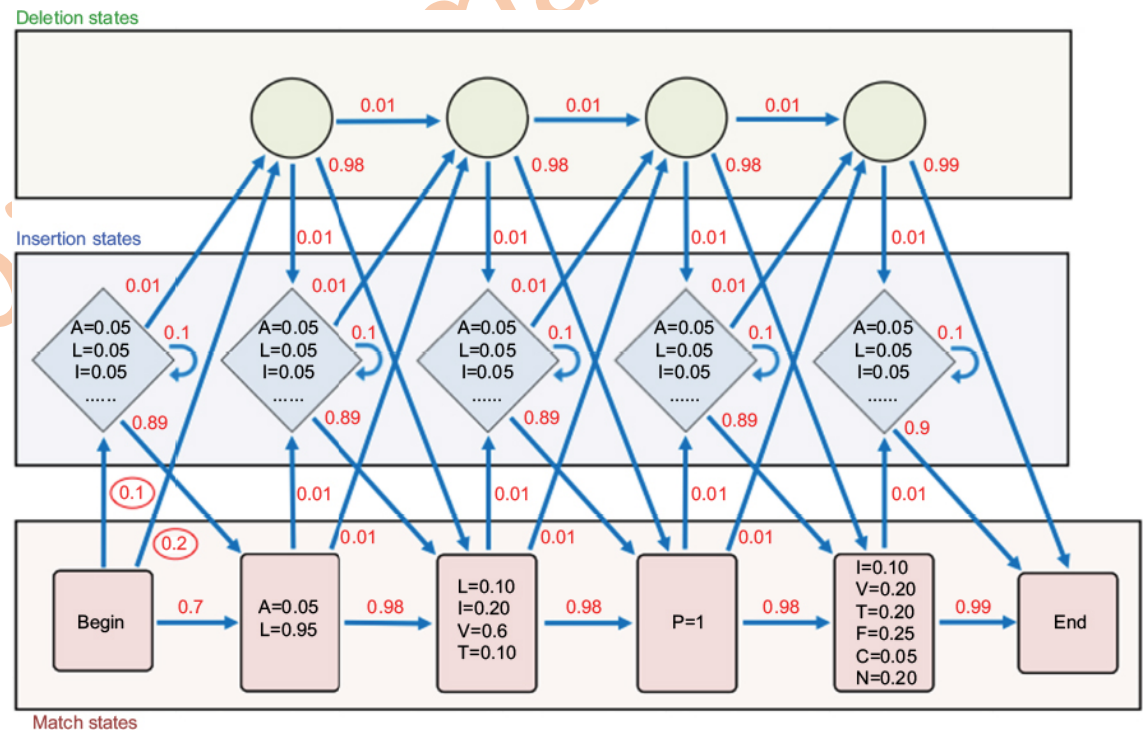 Deletion states
0.01
0.01
0.01
0.98
0.98
0.98
0.99
Insertion states
0.01
0.01
0.01
0.01
0.01
0.01
0.01
0.01
A=0.05
L=0.05
I=0.05
......
0.1
A=0.05
L=0.05
I=0.05
......
0.1
A=0.05
L=0.05
I=0.05
......
0.1
A=0.05
L=0.05
I=0.05
......
0.1
A=0.05
L=0.05
I=0.05
......
0.1
0.89
0.89
0.89
0.89
0.9
0.1
0.01
0.01
0.01
0.01
0.2
0.01
0.01
0.01
Begin
0.7
A=0.05
L=0.95
0.98
L=0.10
I=0.20
V=0.6
T=0.10
0.98
P=1
0.98
I=0.10
V=0.20
T=0.20
F=0.25
C=0.05
N=0.20
0.99
End
Match states